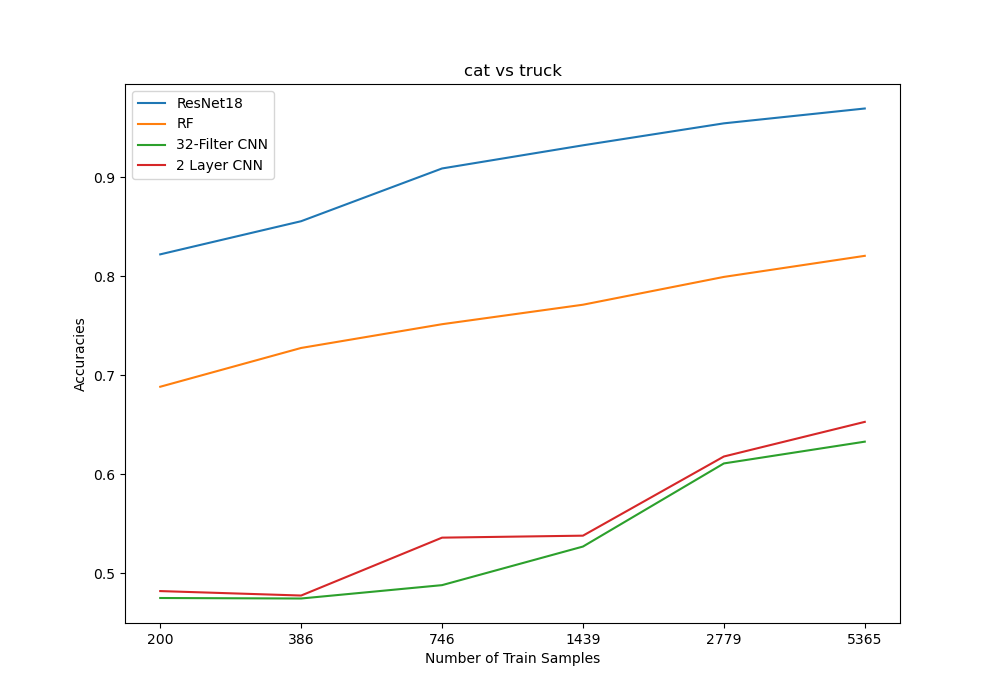 cat vs truck
ResNet18
RF
32-Filter CNN
2 Layer CNN
Accuracies
0.9
0.8
0.7
0.6
0.5
200 386 746 1439 2779 5365
Number of Train Samples